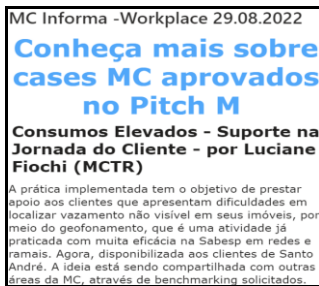 MC Informa -Workplace 29.08.2022
Conheça mais sobre
cases MC aprovados
no Pitch M
Consumos Elevados - Suporte na
Jornada do Cliente - por Luciane
Fiochi (MCTR)
A prática implementada tem o objetivo de prestar
apoio aos clientes que apresentam dificuldades em
localizar vazamento não visível em seus imóveis, por
meio do geofonamento, que é uma atividade já
praticada com muita eficácia na Sabesp em redes e
ramais. Agora, disponibilizada aos clientes de Santo
André. A ideia está sendo compartilhada com outras
áreas da MC, através de benchmarking solicitados.